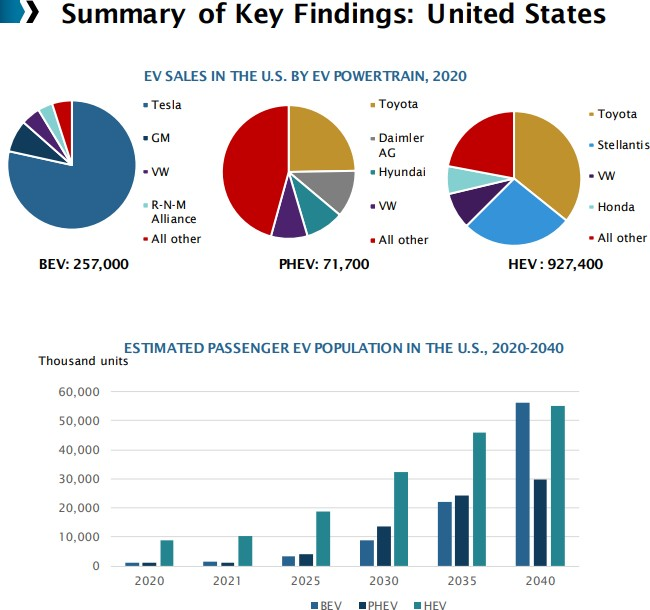 Summary of Key Findings: United States
EV SALES IN THE U.S. BY EV POWERTRAIN, 2020
Tesla
GM
VW
R-N-M
Alliance
All other
BEV: 257,000
Toyota
Daimler
AG
Hyundai
VW
All other
PHEV: 71,700
Toyota
Stellantis
VW
Honda
All other
HEV : 927,400
ESTIMATED PASSENGER EV POPULATION IN THE U.S., 2020-2040
Thousand units
60,000
50,000
40,000
30,000
20,000
10,000
0
2020 2021 2025 2030 2035 2040
BEV PHEV HEV